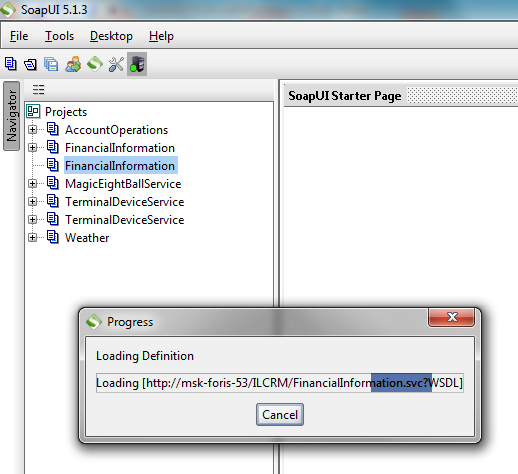 SoapUI 5.1.3
File Tools Desktop Help
Navigator
SoapUI Starter Page
Projects
AccountOperations
FinancialInformation
FinancialInformation
MagicEightBallService
TerminalDeviceService
TerminalDeviceService
Weather
Progress
Loading Definition
Loading [http://msk-foris-53/ILCRM/FinancialInformation.svc?WSDL]
Cancel